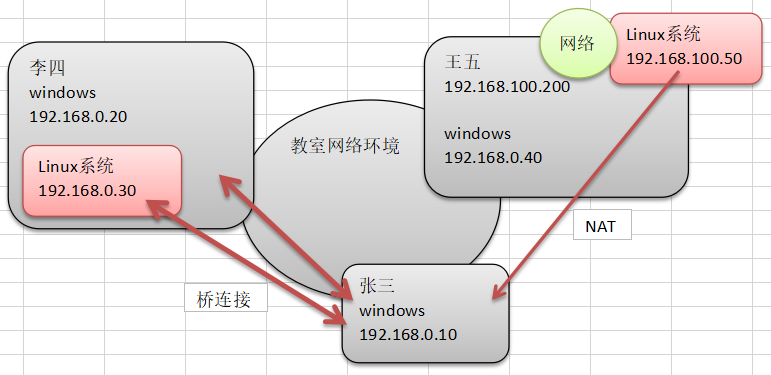 李四
windows
192.168.0.20
Linux系统
192.168.0.30
教室网络环境
王五
192.168.100.200
windows
192.168.0.40
网络
Linux系统
192.168.100.50
NAT
桥连接
张三
windows
192.168.0.10